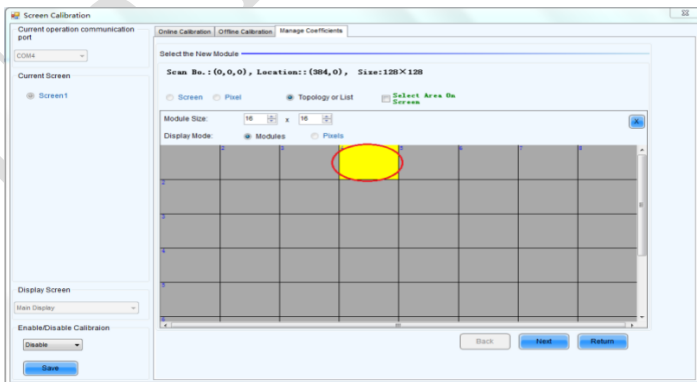 Screen Calibration
Current operation communication port
COM4
Current Screen
Screen1
Display Screen
Main Display
Enable/Disable Calibraion
Disable
Save
Online Calibration Offline Calibration Manage Coefficients
Select the New Module
Scan Bo.: (0,0,0), Location:: (384,0), Size:128×128
Screen Pixel Topology or List Select Area On Screen
Module Size: 16 x 16
X
Display Mode: Modules Pixels
2 3 4 5 6 7 8
2
3
4
5
6
Back Next Return